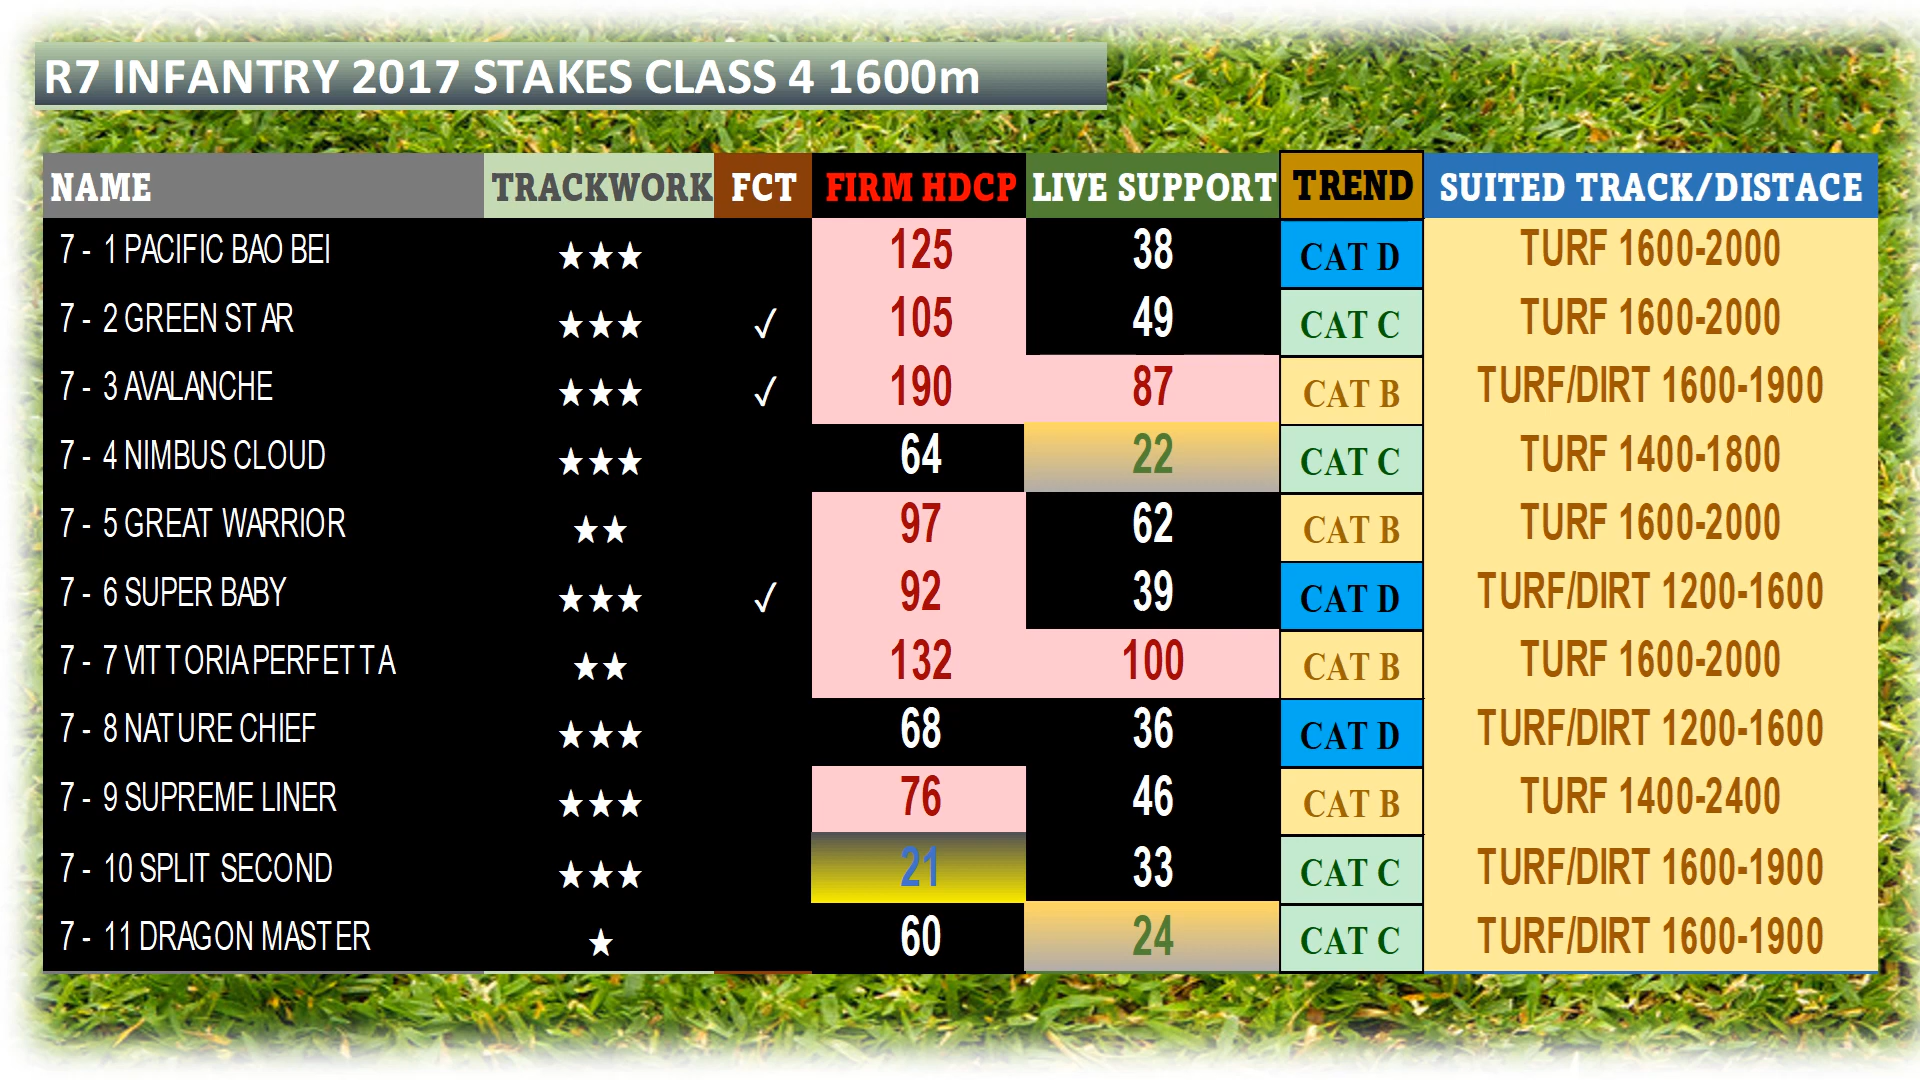 R7 INFANTRY 2017 STAKES CLASS 4 1600m
NAME TRACKWORK FCT FIRM HDCP LIVE SUPPORT TREND SUITED TRACK/DISTACE
7 - 1 PACIFIC BAO BEI ★★★ 125 38 CAT D TURF 1600-2000
7 - 2 GREEN STAR ★★★ ✓ 105 49 CAT C TURF 1600-2000
7 - 3 AVALANCHE ★★★ ✓ 190 87 CAT B TURF/DIRT 1600-1900
7 - 4 NIMBUS CLOUD ★★★ 64 22 CAT C TURF 1400-1800
7 - 5 GREAT WARRIOR ★★ 97 62 CAT B TURF 1600-2000
7 - 6 SUPER BABY ★★★ ✓ 92 39 CAT D TURF/DIRT 1200-1600
7 - 7 VITTORIA PERFETTA ★★ 132 100 CAT B TURF 1600-2000
7 - 8 NATURE CHIEF ★★★ 68 36 CAT D TURF/DIRT 1200-1600
7 - 9 SUPREME LINER ★★★ 76 46 CAT B TURF 1400-2400
7 - 10 SPLIT SECOND ★★★ 21 33 CAT C TURF/DIRT 1600-1900
7 - 11 DRAGON MASTER ★ 60 24 CAT C TURF/DIRT 1600-1900